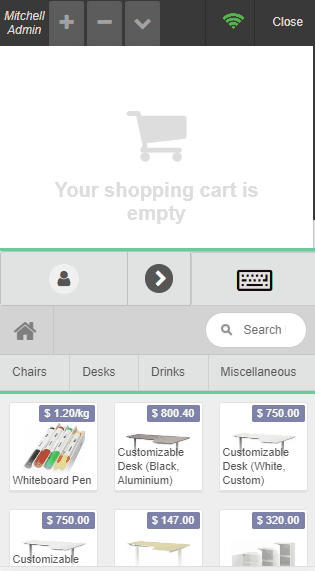 Mitchell
Admin
Close
Your shopping cart is
empty
Search
Chairs
Desks
Drinks
Miscellaneous
$ 1.20/kg
Whiteboard Pen
$ 800.40
Customizable
Desk (Black,
Aluminium)
$ 750.00
Customizable
Desk (White,
Custom)
$ 750.00
Customizable
$ 147.00
$ 320.00